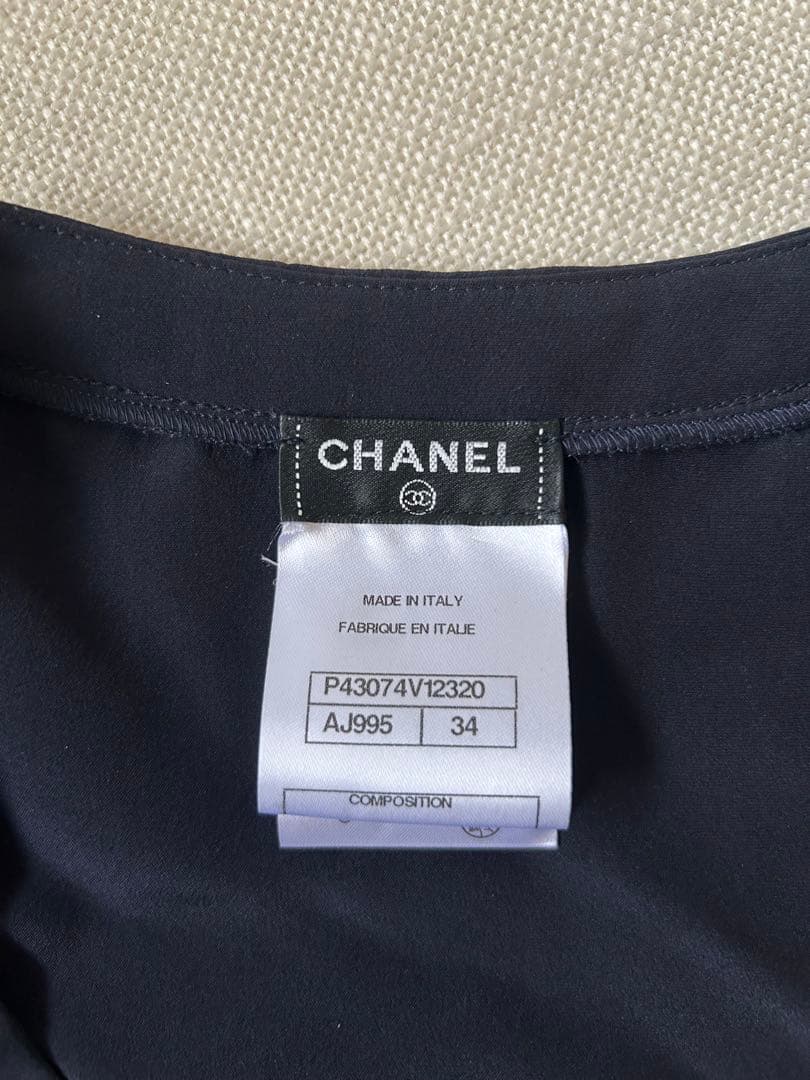 CHANEL
MADE IN ITALY
FABRIQUE EN ITALIE
P43074V12320
AJ995 34
COMPOSITION